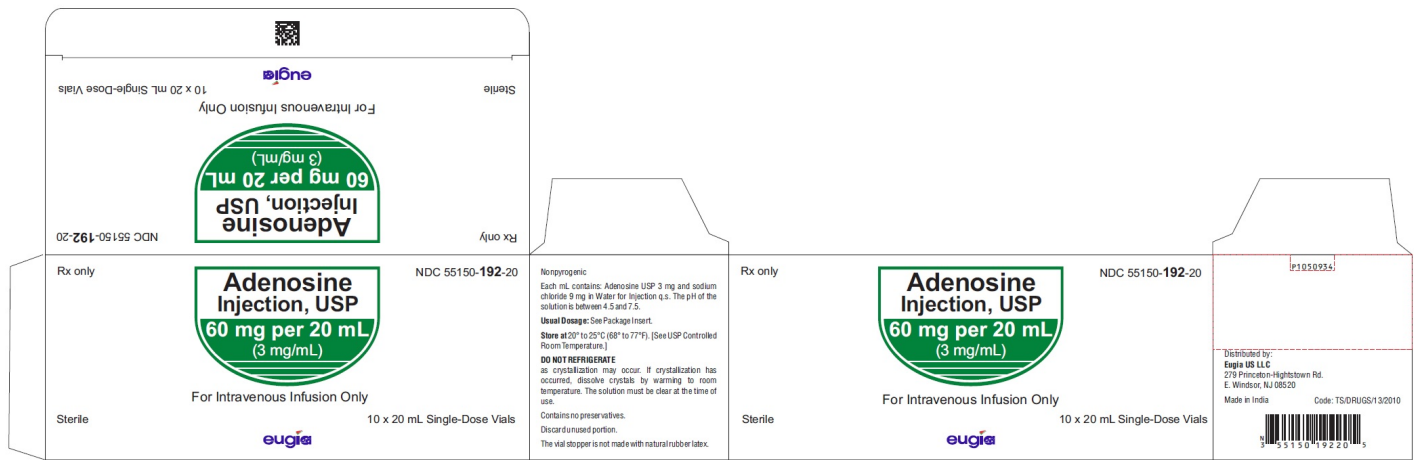 eugia
Sterile
10 x 20 mL Single-Dose Vials
For Intravenous Infusion Only
(3 mg/mL)
60 mg per 20 mL
Injection, USP
Adenosine
Rx only
NDC 55150-192-20
Rx only
NDC 55150-192-20
Adenosine
Injection, USP
60 mg per 20 mL
(3 mg/mL)
For Intravenous Infusion Only
Sterile
10 x 20 mL Single-Dose Vials
eugia
Nonpyrogenic
Each mL contains: Adenosine USP 3 mg and sodium
chloride 9 mg in Water for Injection q.s. The pH of the
solution is between 4.5 and 7.5.
Usual Dosage: See Package Insert.
Store at 20° to 25°C (68° to 77°F). [See USP Controlled
Room Temperature.]
DO NOT REFRIGERATE
as crystallization may occur. If crystallization has
occurred, dissolve crystals by warming to room
temperature. The solution must be clear at the time of
use.
Contains no preservatives.
Discard unused portion.
The vial stopper is not made with natural rubber latex.
Rx only
NDC 55150-192-20
Adenosine
Injection, USP
60 mg per 20 mL
(3 mg/mL)
For Intravenous Infusion Only
Sterile
10 x 20 mL Single-Dose Vials
eugia
P1050934
Distributed by:
Eugia US LLC
279 Princeton-Hightstown Rd.
E. Windsor, NJ 08520
Made in India
Code: TS/DRUGS/13/2010
N
3 55150 19220 5